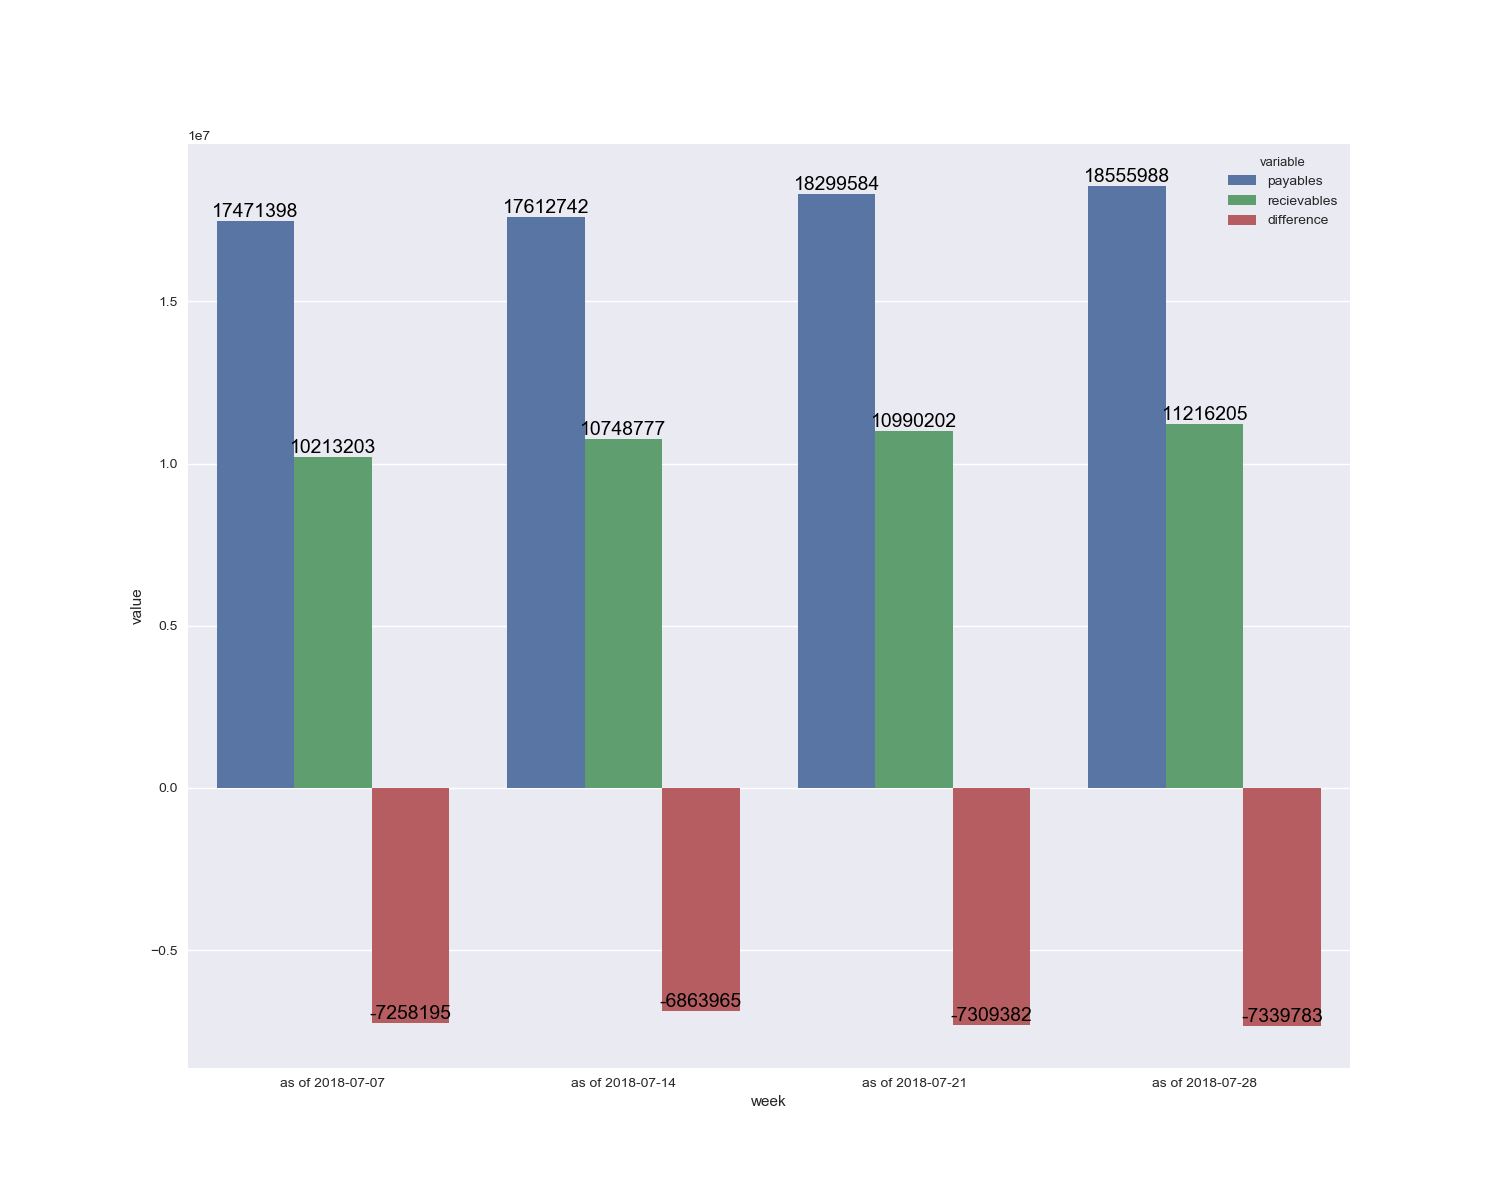 1e7
variable
payables
recievables
difference
17471398
17612742
18299584
18555988
10213203
10748777
10990202
11216205
-7258195
-6863965
-7309382
-7339783
1.5
1.0
0.5
0.0
−0.5
value
as of 2018-07-07
as of 2018-07-14
as of 2018-07-21
as of 2018-07-28
week